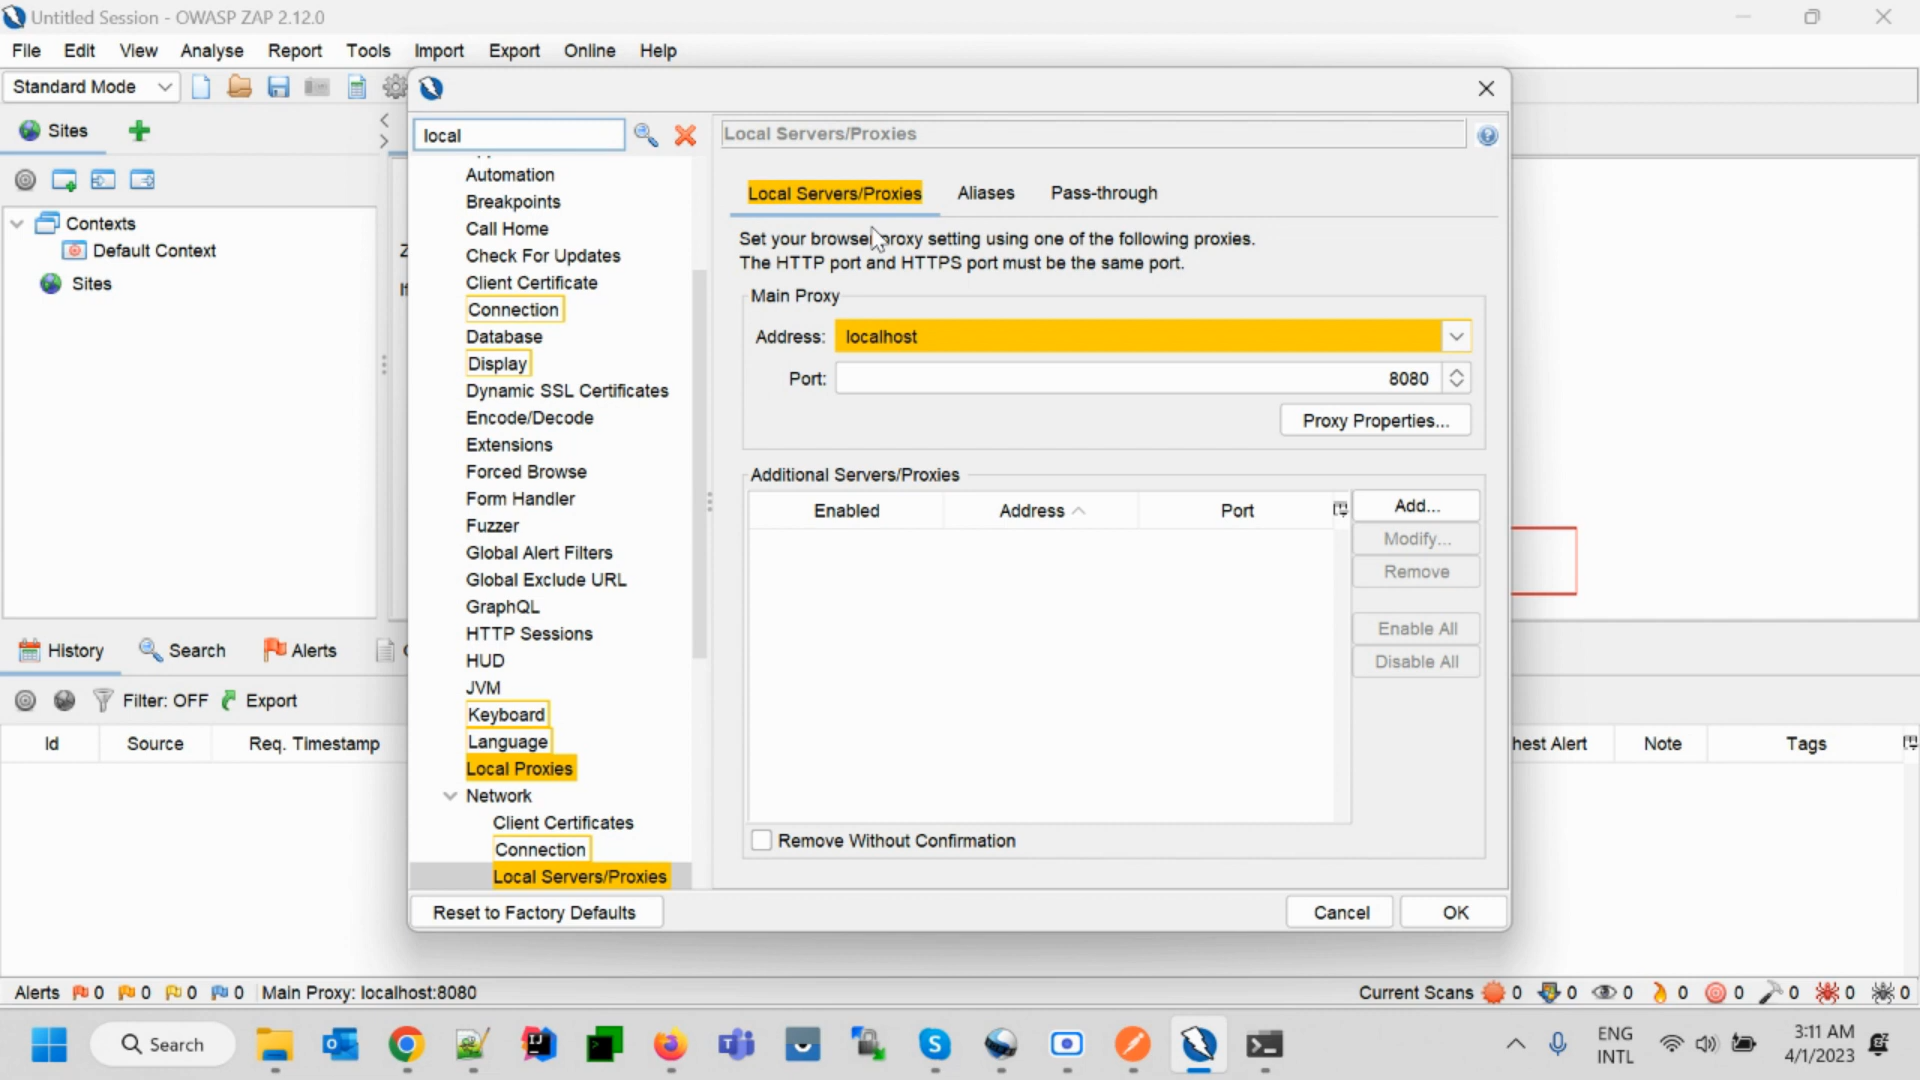 Untitled Session - OWASP ZAP 2.12.0
File Edit View Analyse Report Tools Import Export Online Help
Standard Mode
Sites
Contexts
Default Context
Sites
local
Automation
Breakpoints
Call Home
Check For Updates
Client Certificate
Connection
Database
Display
Dynamic SSL Certificates
Encode/Decode
Extensions
Forced Browse
Form Handler
Fuzzer
Global Alert Filters
Global Exclude URL
GraphQL
HTTP Sessions
HUD
JVM
Keyboard
Language
Local Proxies
Network
Client Certificates
Connection
Local Servers/Proxies
Reset to Factory Defaults
Local Servers/Proxies
Local Servers/Proxies Aliases Pass-through
Set your browser proxy setting using one of the following proxies.
The HTTP port and HTTPS port must be the same port.
Main Proxy
Address: localhost
Port: 8080
Proxy Properties...
Additional Servers/Proxies
Enabled Address Port
Add...
Modify...
Remove
Enable All
Disable All
Remove Without Confirmation
Cancel OK
History Search Alerts
Filter: OFF Export
Id Source Req. Timestamp
hest Alert Note Tags
Alerts 0 0 0 0 Main Proxy: localhost:8080
Current Scans 0 0 0 0 0 0 0 0
Search
ENG
INTL
3:11 AM
4/1/2023